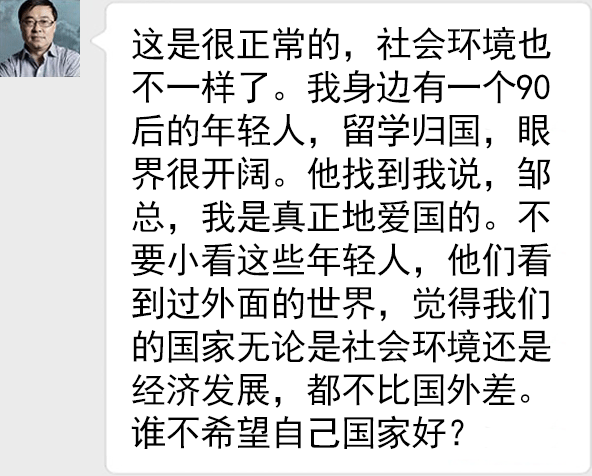 这是很正常的，社会环境也
不一样了。我身边有一个90
后的年轻人，留学归国，眼
界很开阔。他找到我说，邹
总，我是真正地爱国的。不
要小看这些年轻人，他们看
到过外面的世界，觉得我们
的国家无论是社会环境还是
经济发展，都不比国外差。
谁不希望自己国家好？